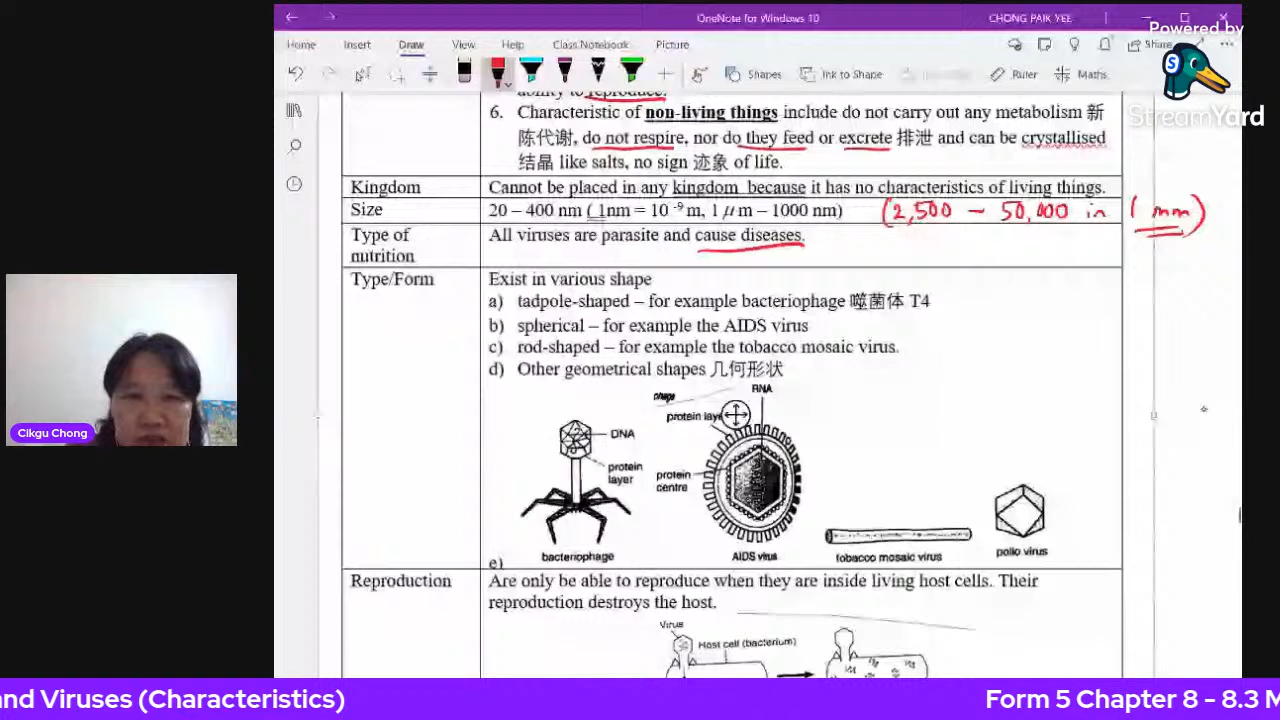 OneNote for Windows 10
CHONG PAIK YEE
Powered by
StreamYard
Home Insert Draw View Help Class Notebook Picture
Share
Shapes
Ink to Shape
Ruler
Maths
ability to reproduce.
6. Characteristic of non-living things include do not carry out any metabolism 新
陈代谢, do not respire, nor do they feed or excrete 排泄 and can be crystallised
结晶 like salts, no sign 迹象 of life.
Kingdom Cannot be placed in any kingdom because it has no characteristics of living things.
Size 20 – 400 nm ( 1nm = 10 -9 m, 1 μm – 1000 nm) (2,500 – 50,000 in 1 mm)
Type of nutrition All viruses are parasite and cause diseases.
Type/Form Exist in various shape
a) tadpole-shaped – for example bacteriophage 噬菌体 T4
b) spherical – for example the AIDS virus
c) rod-shaped – for example the tobacco mosaic virus.
d) Other geometrical shapes 几何形状
phage
RNA
protein layer
DNA
protein layer
protein centre
bacteriophage
AIDS virus
tobacco mosaic virus
polio virus
e)
Reproduction Are only be able to reproduce when they are inside living host cells. Their
reproduction destroys the host.
Virus
Host cell (bacterium)
Cikgu Chong
and Viruses (Characteristics)
Form 5 Chapter 8 - 8.3 M